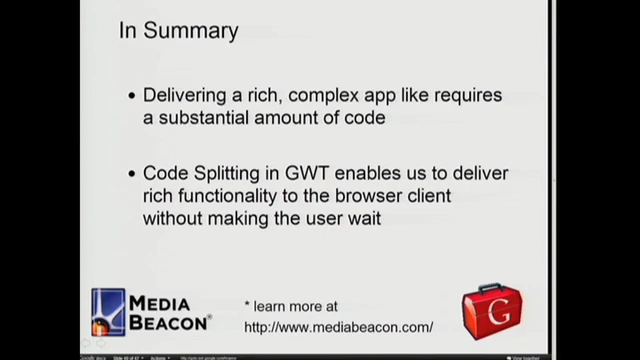 In Summary
• Delivering a rich, complex app like requires
a substantial amount of code
• Code Splitting in GWT enables us to deliver
rich functionality to the browser client
without making the user wait
MEDIA
BEACON®
* learn more at
http://www.mediabeacon.com/
G